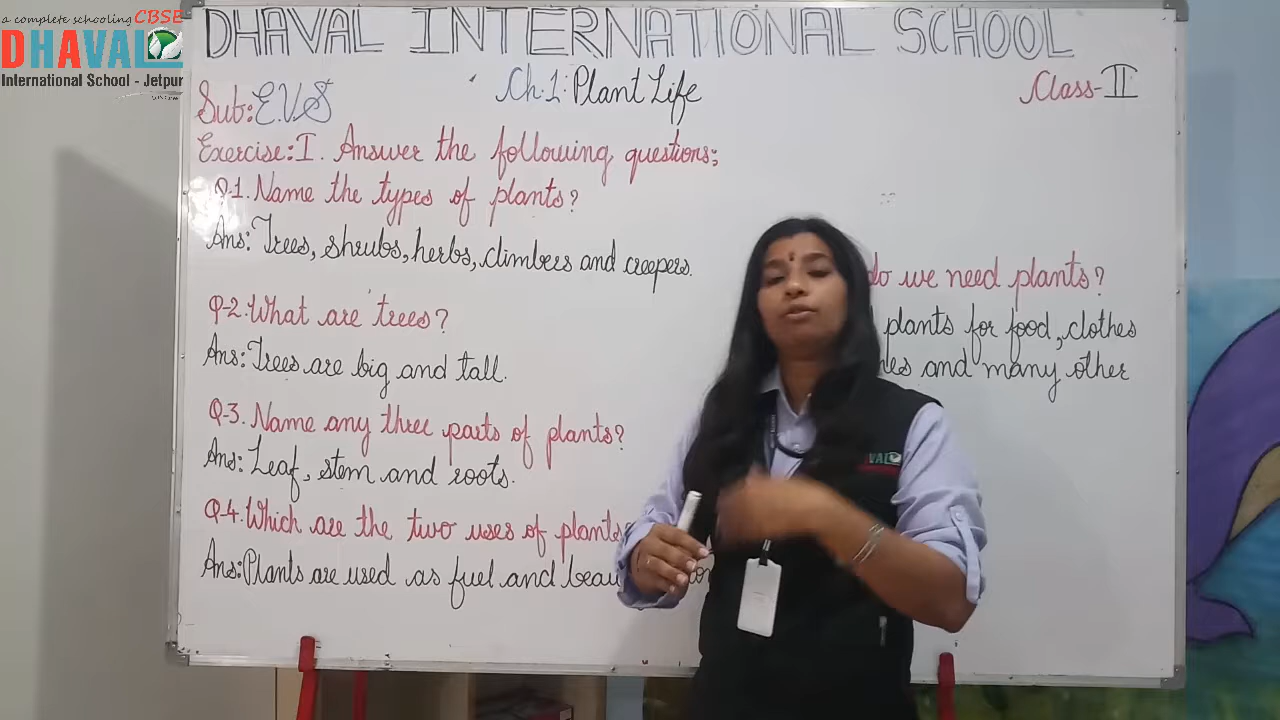 a complete schooling CBSE
DHAVAL
International School - Jetpur
DHAVAL INTERNATIONAL SCHOOL
Sub: E.V.S
Ch.1: Plant Life
Class-II
Exercise: I. Answer the following questions:
Q-1. Name the types of plants?
Ans: Trees, shrubs, herbs, climbers and creepers.
Q-2. What are trees?
Ans: Trees are big and tall.
Q-3. Name any three parts of plants?
Ans: Leaf, stem and roots.
Q-4. Which are the two uses of plants
Ans: Plants are used as fuel and
do we need plants?
plants for food, clothes
and many other